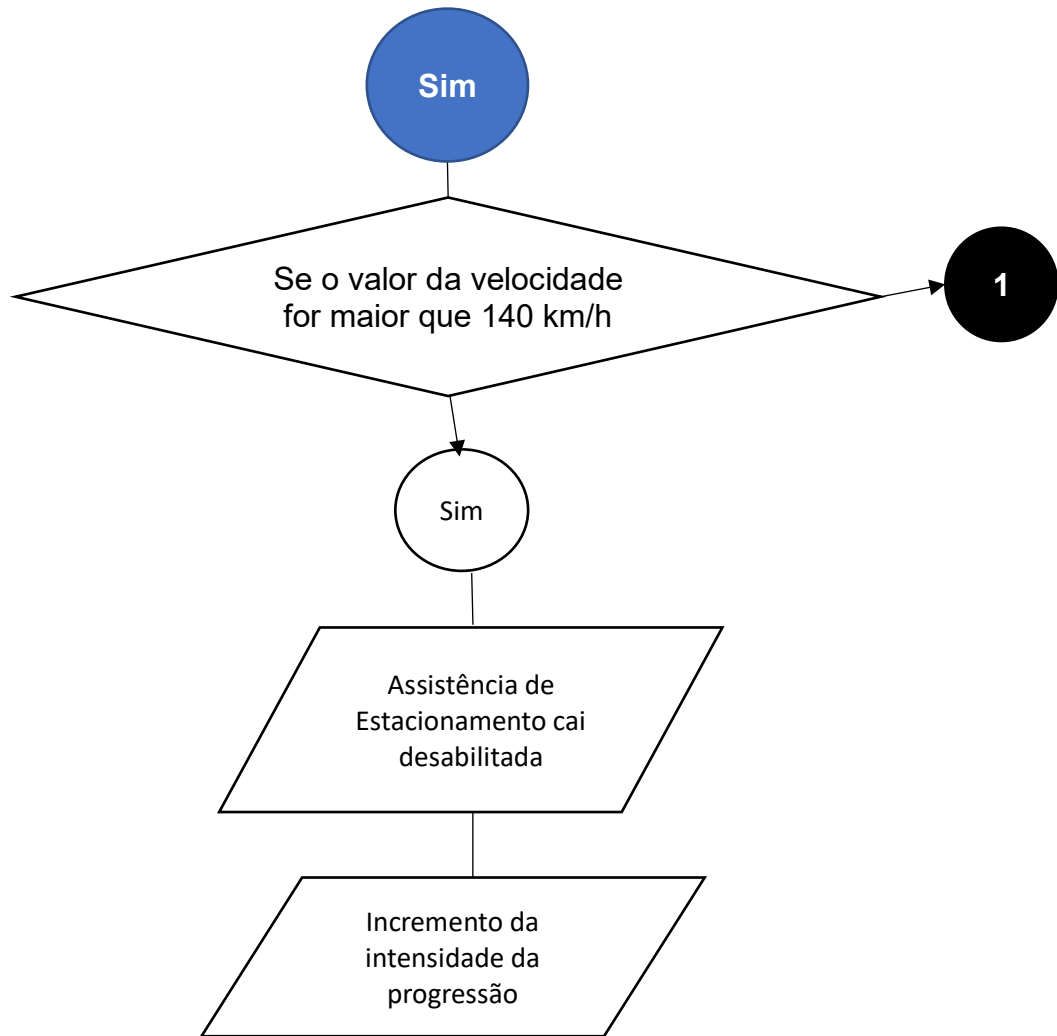 Sim
Se o valor da velocidade
for maior que 140 km/h
1
Sim
Assistência de
Estacionamento cai
desabilitada
Incremento da
intensidade da
progressão